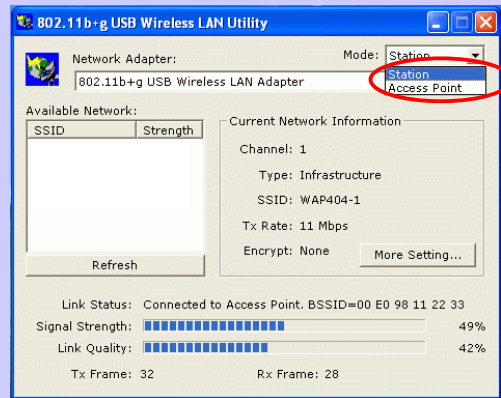 802.11b+g USB Wireless LAN Utility
Network Adapter:
Mode: Station
802.11b+g USB Wireless LAN Adapter
Station
Access Point
Available Network:
SSID Strength
Refresh
Current Network Information
Channel: 1
Type: Infrastructure
SSID: WAP404-1
Tx Rate: 11 Mbps
Encrypt: None
More Setting...
Link Status: Connected to Access Point. BSSID=00 E0 98 11 22 33
Signal Strength: 49%
Link Quality: 42%
Tx Frame: 32 Rx Frame: 28